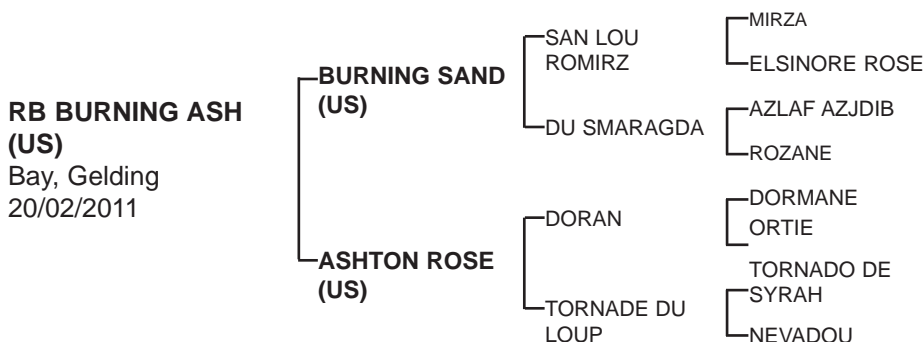 RB BURNING ASH
(US)
Bay, Gelding
20/02/2011
BURNING SAND
(US)
ASHTON ROSE
(US)
SAN LOU
ROMIRZ
DU SMARAGDA
DORAN
TORNADE DU
LOUP
MIRZA
ELSINORE ROSE
AZLAF AZJDIB
ROZANE
DORMANE
ORTIE
TORNADO DE
SYRAH
NEVADOU